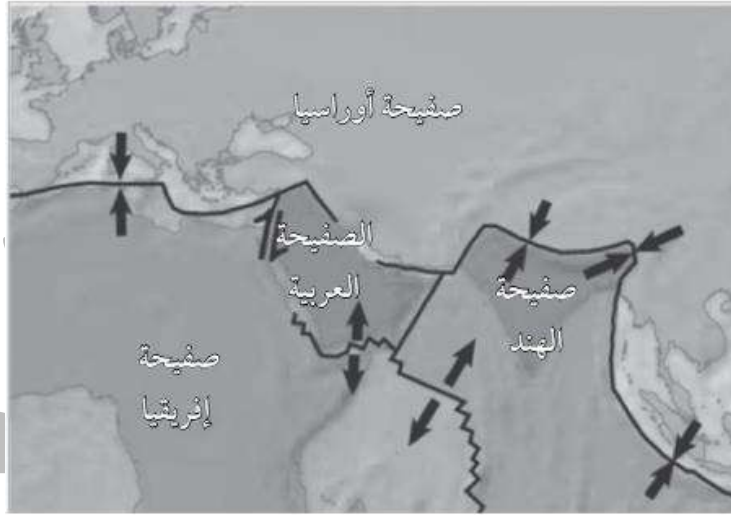 صفيحة أوراسيا
الصفيحة
العربية
صفيحة
الهند
صفيحة
إفريقيا